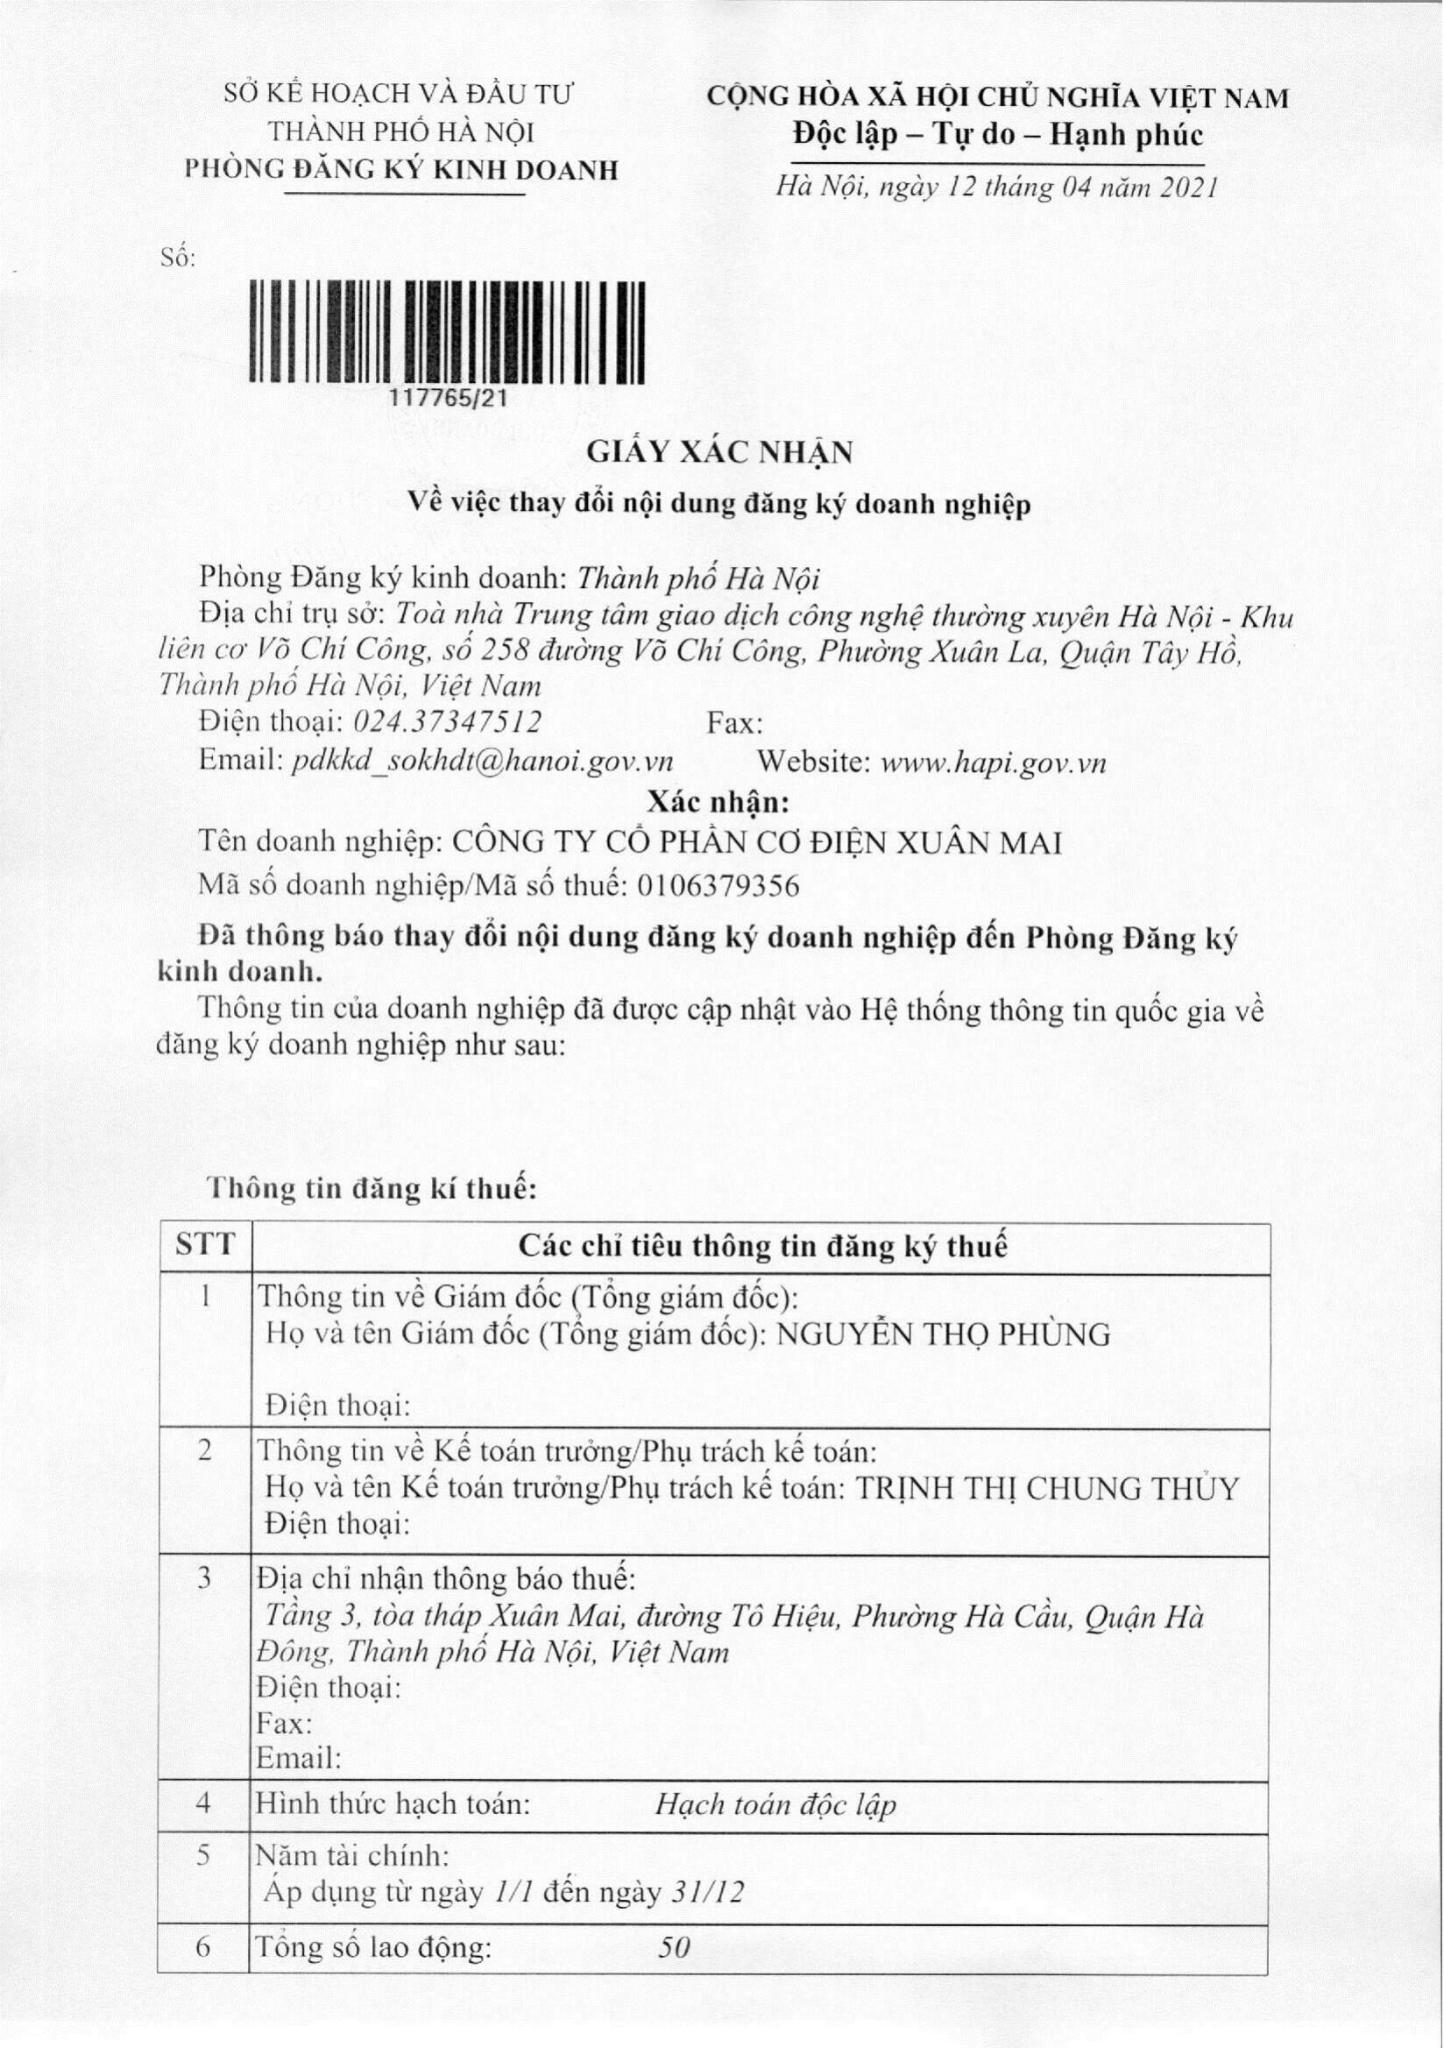 SỞ KẾ HOẠCH VÀ ĐẦU TƯ
THÀNH PHỐ HÀ NỘI
PHÒNG ĐĂNG KÝ KINH DOANH
CỘNG HÒA XÃ HỘI CHỦ NGHĨA VIỆT NAM
Độc lập – Tự do – Hạnh phúc
Hà Nội, ngày 12 tháng 04 năm 2021
Số:
117765/21
GIẤY XÁC NHẬN
Về việc thay đổi nội dung đăng ký doanh nghiệp
Phòng Đăng ký kinh doanh: Thành phố Hà Nội
Địa chỉ trụ sở: Toà nhà Trung tâm giao dịch công nghệ thường xuyên Hà Nội - Khu
liên cơ Võ Chí Công, số 258 đường Võ Chí Công, Phường Xuân La, Quận Tây Hồ,
Thành phố Hà Nội, Việt Nam
Điện thoại: 024.37347512 Fax:
Email: pdkkd_sokhdt@hanoi.gov.vn Website: www.hapi.gov.vn
Xác nhận:
Tên doanh nghiệp: CÔNG TY CỔ PHẦN CƠ ĐIỆN XUÂN MAI
Mã số doanh nghiệp/Mã số thuế: 0106379356
Đã thông báo thay đổi nội dung đăng ký doanh nghiệp đến Phòng Đăng ký
kinh doanh.
Thông tin của doanh nghiệp đã được cập nhật vào Hệ thống thông tin quốc gia về
đăng ký doanh nghiệp như sau:
Thông tin đăng kí thuế:
STT Các chỉ tiêu thông tin đăng ký thuế
1 Thông tin về Giám đốc (Tổng giám đốc):
Họ và tên Giám đốc (Tổng giám đốc): NGUYỄN THỌ PHÙNG
Điện thoại:
2 Thông tin về Kế toán trưởng/Phụ trách kế toán:
Họ và tên Kế toán trưởng/Phụ trách kế toán: TRỊNH THỊ CHUNG THỦY
Điện thoại:
3 Địa chỉ nhận thông báo thuế:
Tầng 3, tòa tháp Xuân Mai, đường Tô Hiệu, Phường Hà Cầu, Quận Hà
Đông, Thành phố Hà Nội, Việt Nam
Điện thoại:
Fax:
Email:
4 Hình thức hạch toán: Hạch toán độc lập
5 Năm tài chính:
Áp dụng từ ngày 1/1 đến ngày 31/12
6 Tổng số lao động: 50